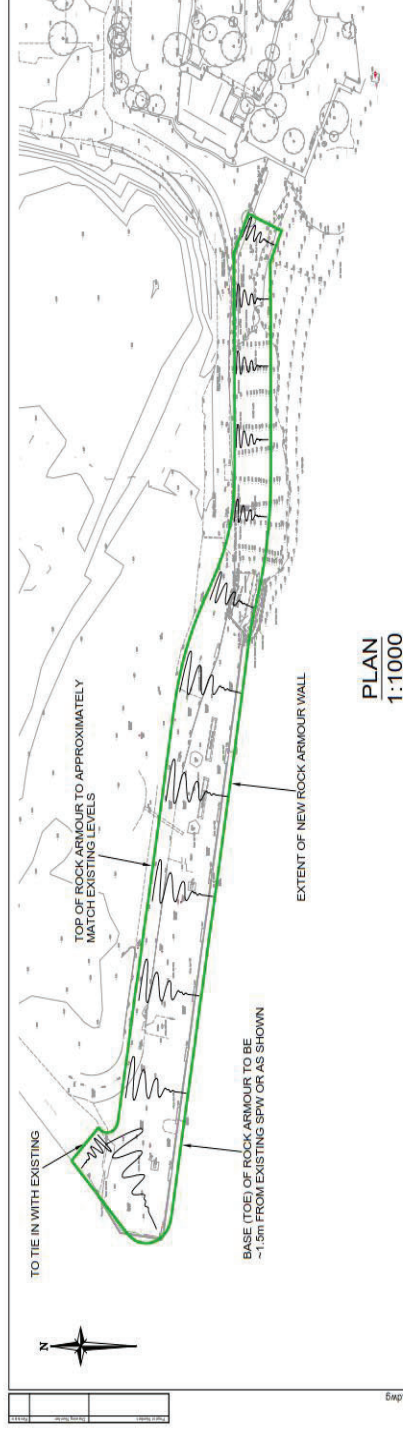 N
TO TIE IN WITH EXISTING
TOP OF ROCK ARMOUR TO APPROXIMATELY
MATCH EXISTING LEVELS
BASE (TOE) OF ROCK ARMOUR TO BE
~1.5m FROM EXISTING SPW OR AS SHOWN
EXTENT OF NEW ROCK ARMOUR WALL
PLAN
1:1000